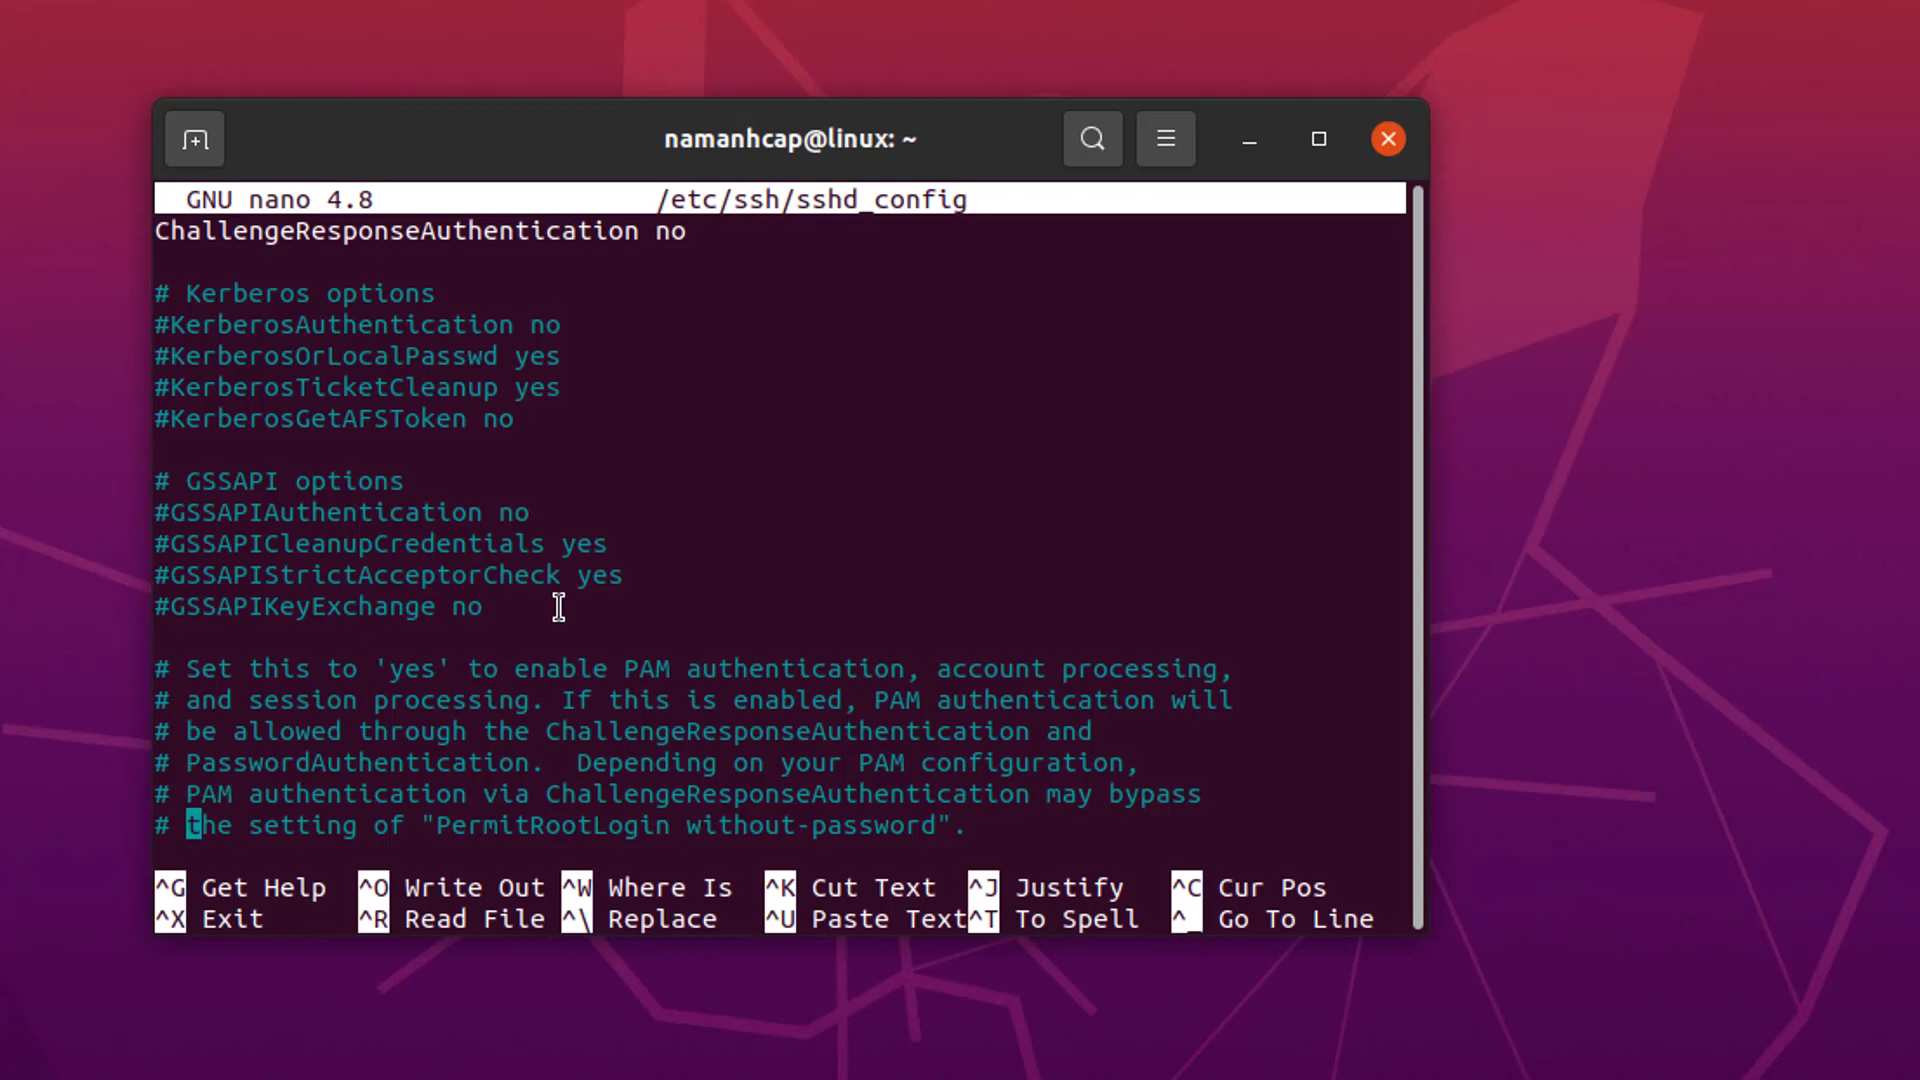 namanhcap@linux: ~
GNU nano 4.8 /etc/ssh/sshd_config
ChallengeResponseAuthentication no
# Kerberos options
#KerberosAuthentication no
#KerberosOrLocalPasswd yes
#KerberosTicketCleanup yes
#KerberosGetAFSToken no
# GSSAPI options
#GSSAPIAuthentication no
#GSSAPICleanupCredentials yes
#GSSAPIStrictAcceptorCheck yes
#GSSAPIKeyExchange no
# Set this to 'yes' to enable PAM authentication, account processing,
# and session processing. If this is enabled, PAM authentication will
# be allowed through the ChallengeResponseAuthentication and
# PasswordAuthentication.  Depending on your PAM configuration,
# PAM authentication via ChallengeResponseAuthentication may bypass
# the setting of "PermitRootLogin without-password".
^G Get Help ^O Write Out ^W Where Is ^K Cut Text ^J Justify ^C Cur Pos
^X Exit ^R Read File ^\ Replace ^U Paste Text ^T To Spell ^_ Go To Line